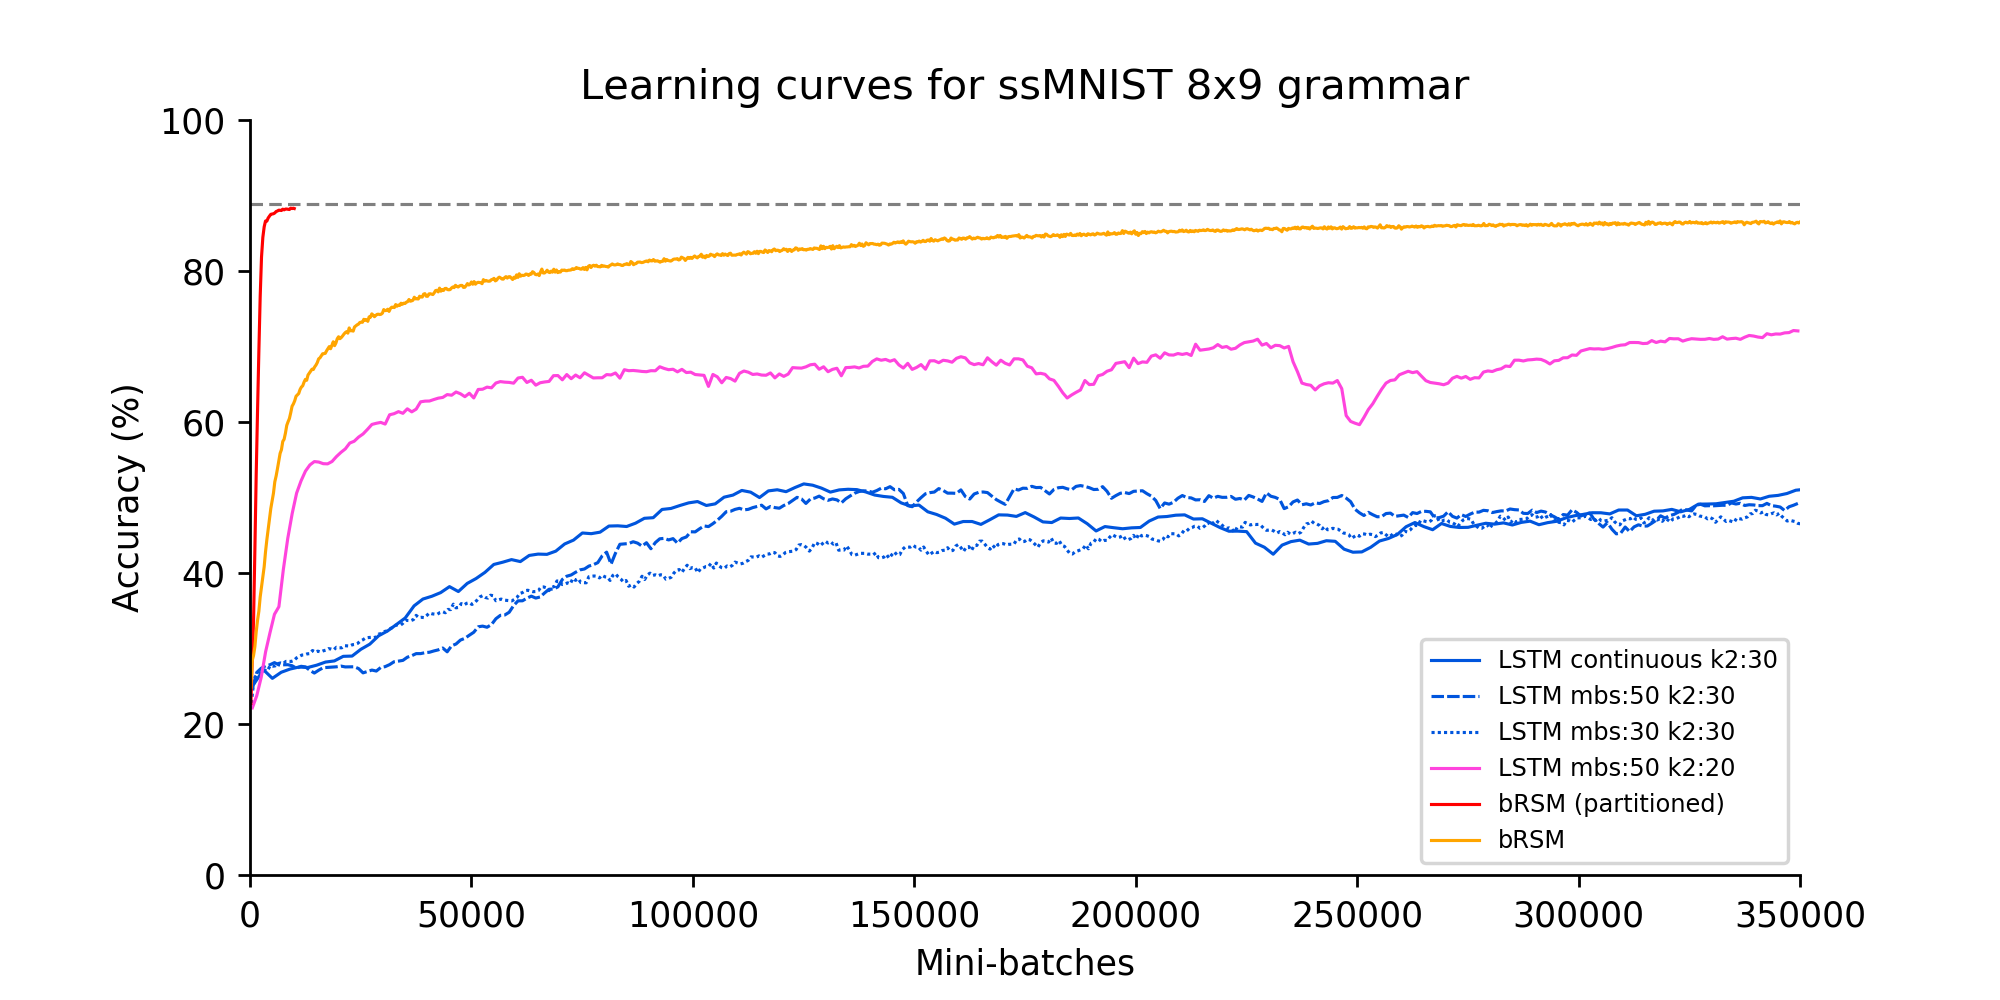 Learning curves for ssMNIST 8x9 grammar
100
80
60
40
20
0
Accuracy (%)
0 50000 100000 150000 200000 250000 300000 350000
Mini-batches
LSTM continuous k2:30
LSTM mbs:50 k2:30
LSTM mbs:30 k2:30
LSTM mbs:50 k2:20
bRSM (partitioned)
bRSM